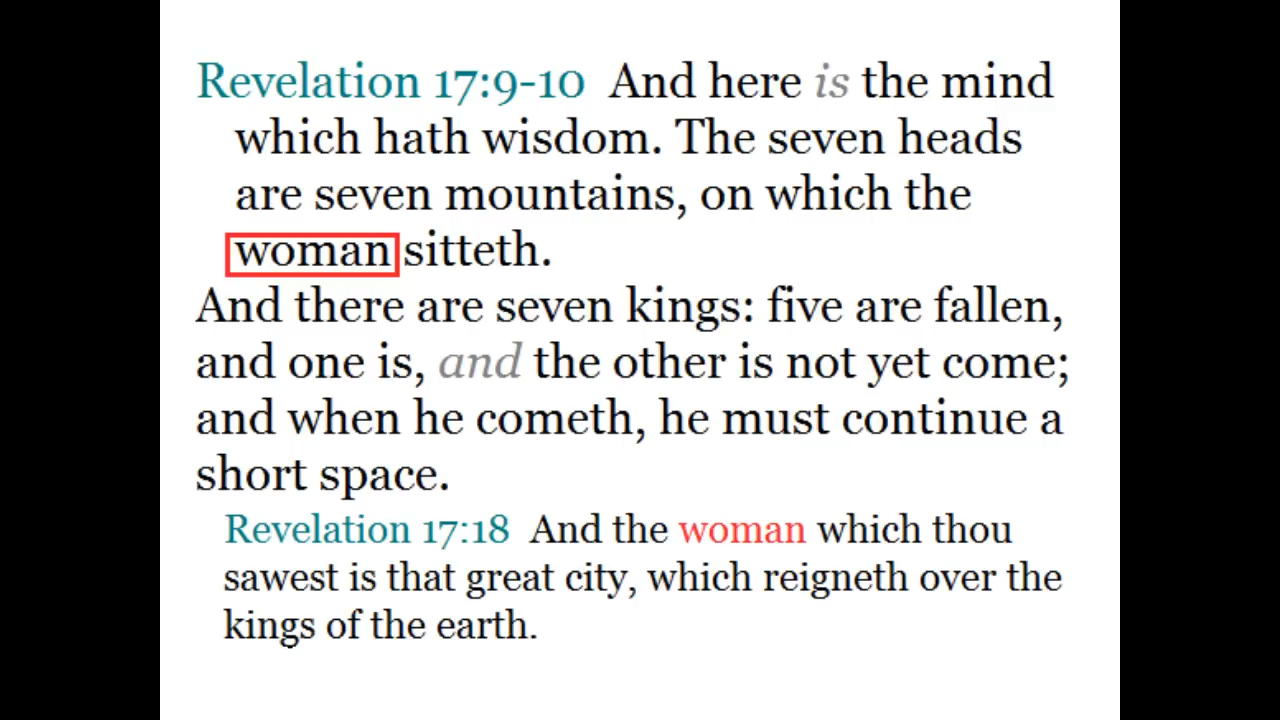 Revelation 17:9-10 And here is the mind
which hath wisdom. The seven heads
are seven mountains, on which the
woman sitteth.
And there are seven kings: five are fallen,
and one is, and the other is not yet come;
and when he cometh, he must continue a
short space.
Revelation 17:18 And the woman which thou
sawest is that great city, which reigneth over the
kings of the earth.